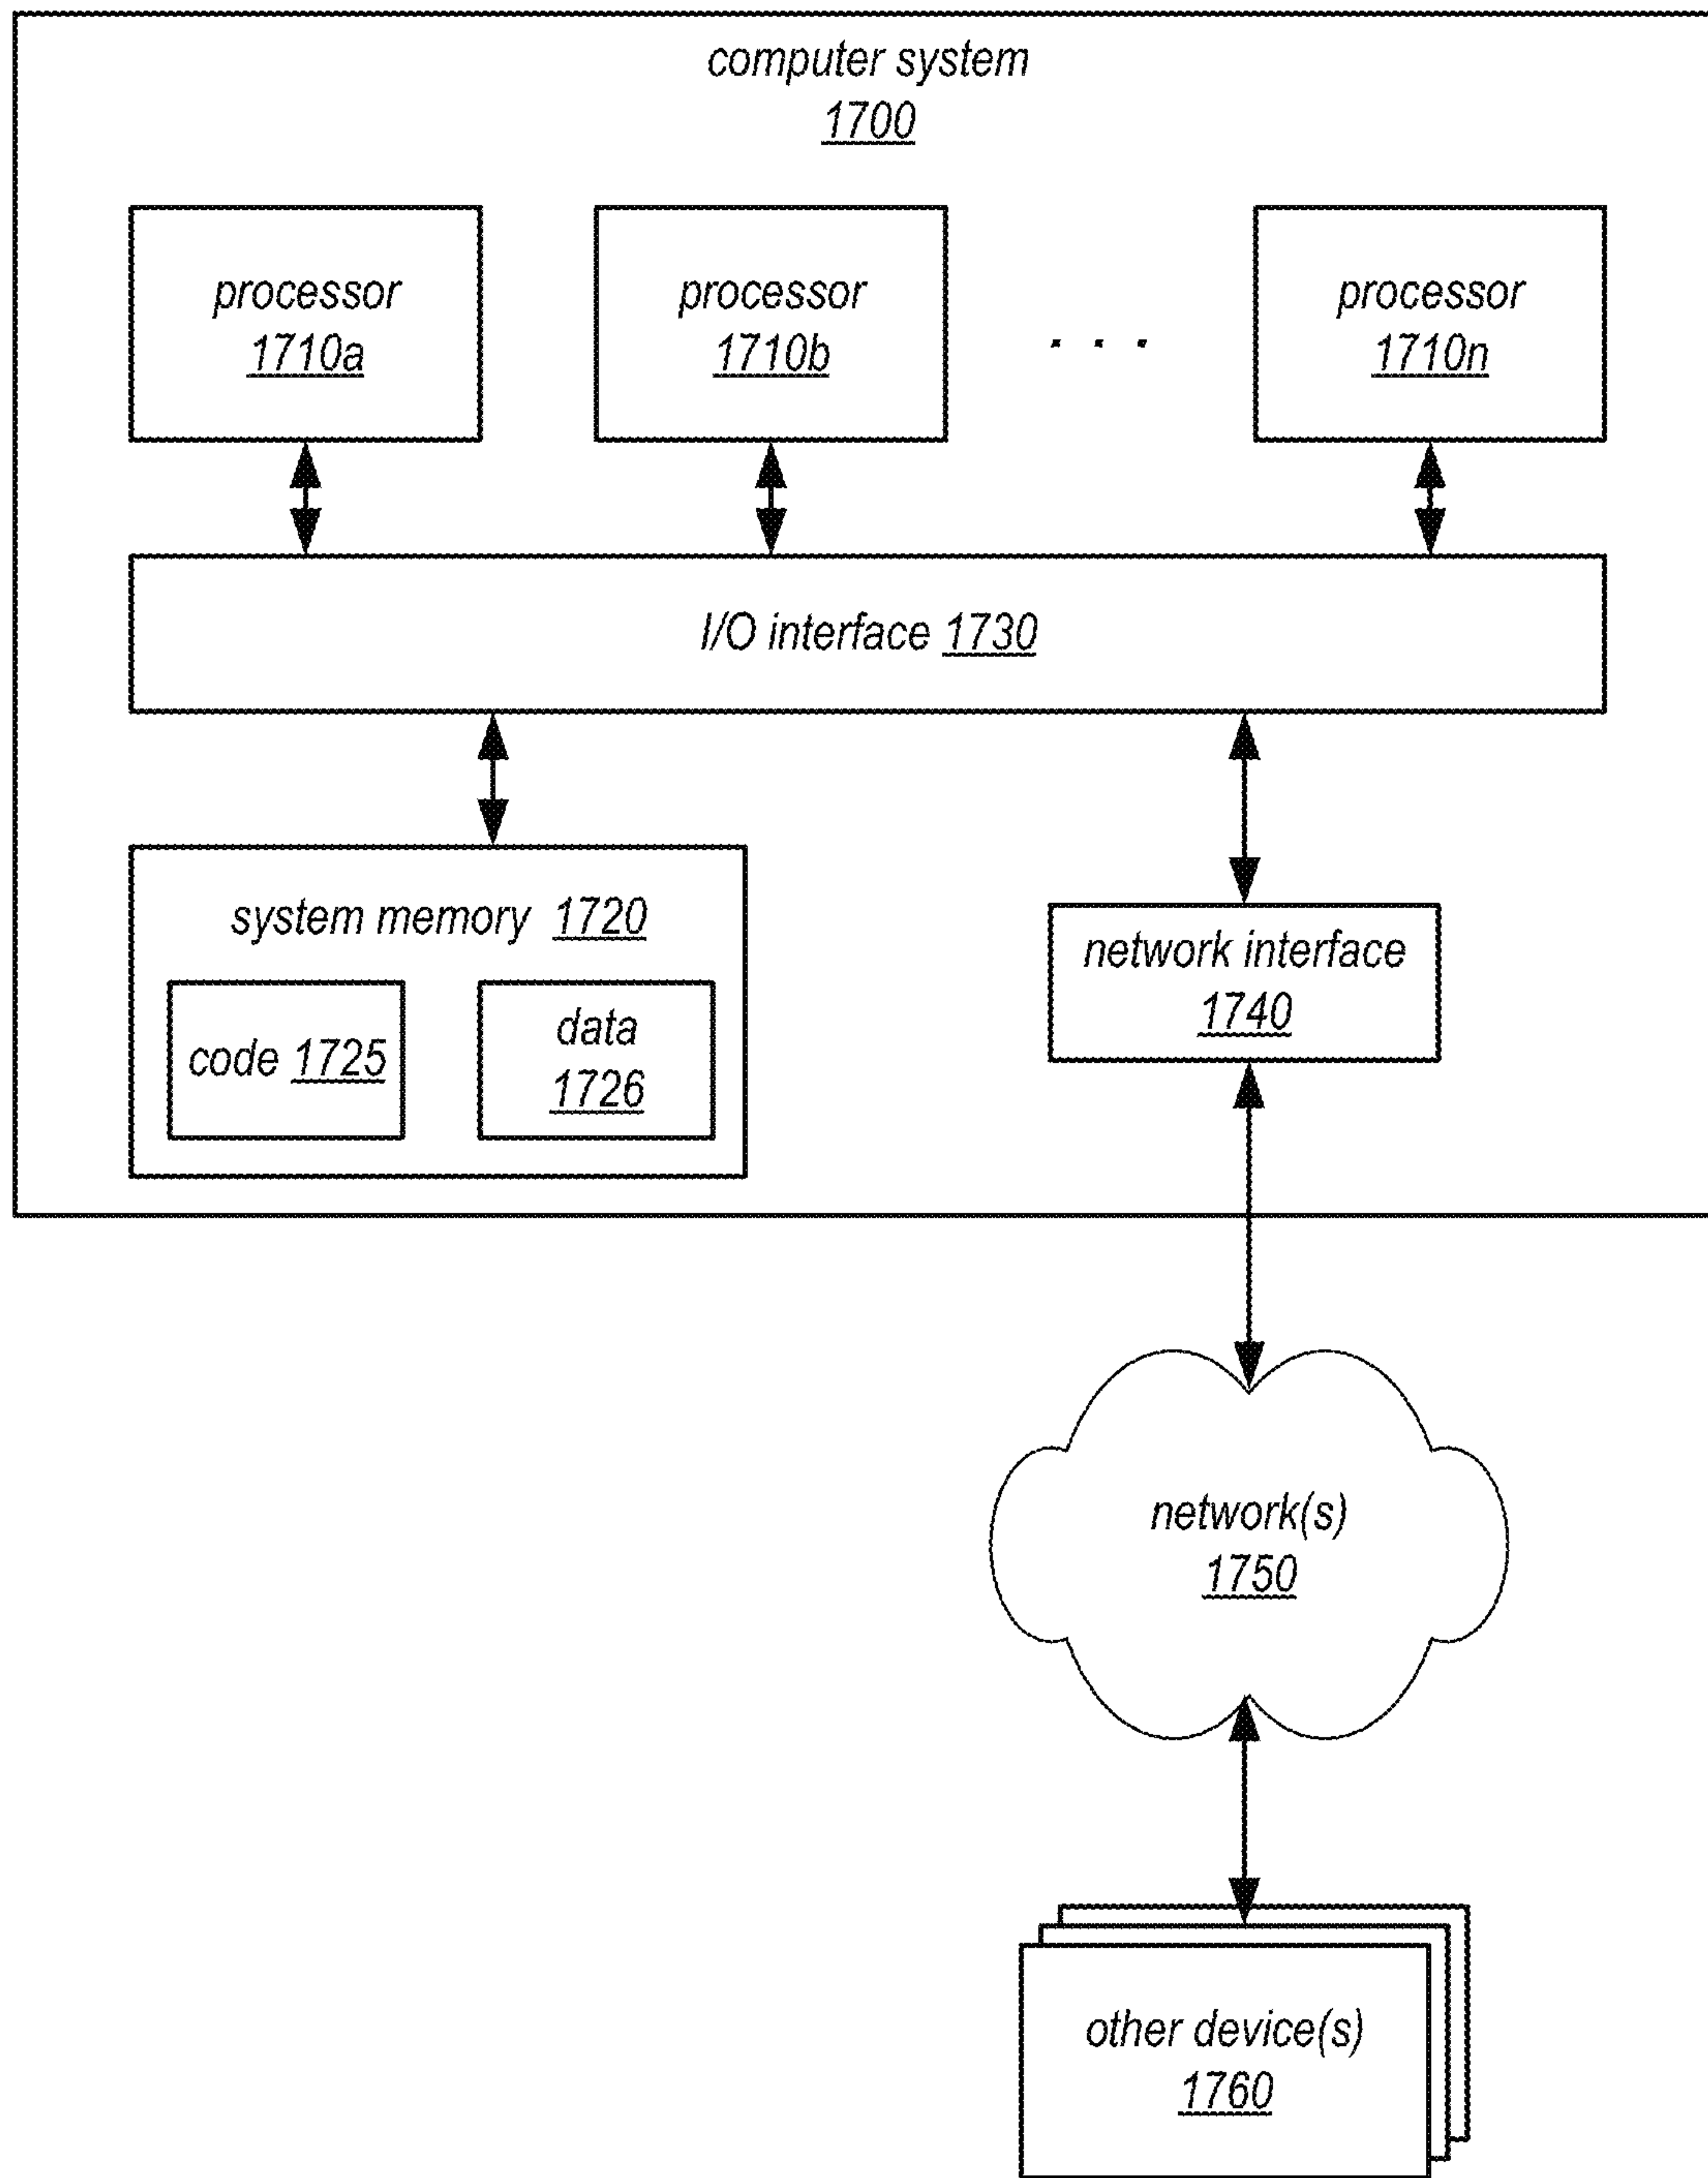 computer system
1700
processor
1710a
processor
1710b
. . .
processor
1710n
I/O interface 1730
system memory 1720
code 1725
data
1726
network interface
1740
network(s)
1750
other device(s)
1760